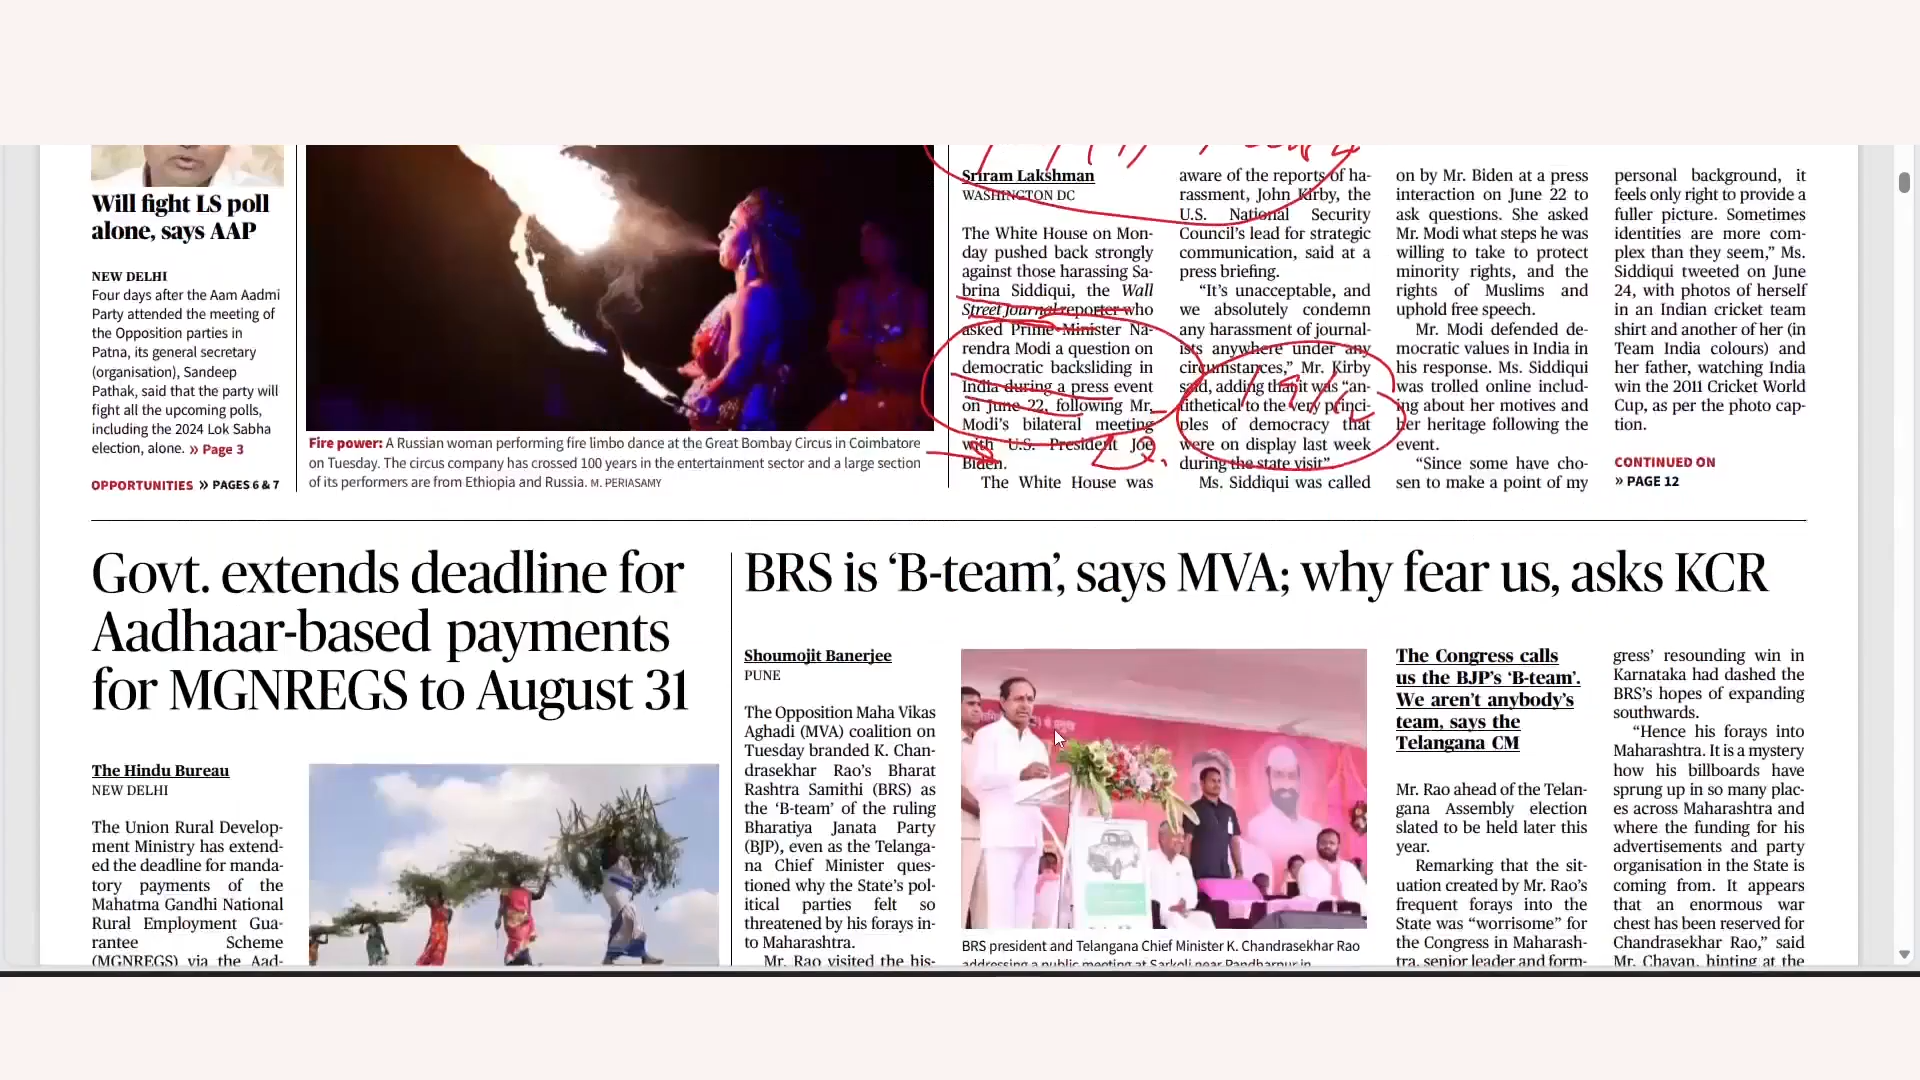 Will fight LS poll
alone, says AAP
NEW DELHI
Four days after the Aam Aadmi
Party attended the meeting of
the Opposition parties in
Patna, its general secretary
(organisation), Sandeep
Pathak, said that the party will
fight all the upcoming polls,
including the 2024 Lok Sabha
election, alone. » Page 3
OPPORTUNITIES » PAGES 6 & 7
Fire power: A Russian woman performing fire limbo dance at the Great Bombay Circus in Coimbatore
on Tuesday. The circus company has crossed 100 years in the entertainment sector and a large section
of its performers are from Ethiopia and Russia. M. PERIASAMY
Sriram Lakshman
WASHINGTON DC
The White House on Mon-
day pushed back strongly
against those harassing Sa-
brina Siddiqui, the Wall
Street Journal reporter who
asked Prime Minister Na-
rendra Modi a question on
democratic backsliding in
India during a press event
on June 22, following Mr.
Modi's bilateral meeting
with U.S. President Joe
Biden.
The White House was
aware of the reports of ha-
rassment, John Kirby, the
U.S. National Security
Council's lead for strategic
communication, said at a
press briefing.
“It's unacceptable, and
we absolutely condemn
any harassment of journal-
ists anywhere under any
circumstances,” Mr. Kirby
said, adding that it was “an-
tithetical to the very princi-
ples of democracy that
were on display last week
during the state visit”.
Ms. Siddiqui was called
on by Mr. Biden at a press
interaction on June 22 to
ask questions. She asked
Mr. Modi what steps he was
willing to take to protect
minority rights, and the
rights of Muslims and
uphold free speech.
Mr. Modi defended de-
mocratic values in India in
his response. Ms. Siddiqui
was trolled online includ-
ing about her motives and
her heritage following the
event.
“Since some have cho-
sen to make a point of my
personal background, it
feels only right to provide a
fuller picture. Sometimes
identities are more com-
plex than they seem,” Ms.
Siddiqui tweeted on June
24, with photos of herself
in an Indian cricket team
shirt and another of her (in
Team India colours) and
her father, watching India
win the 2011 Cricket World
Cup, as per the photo cap-
tion.
CONTINUED ON
» PAGE 12
Govt. extends deadline for
Aadhaar-based payments
for MGNREGS to August 31
The Hindu Bureau
NEW DELHI
The Union Rural Develop-
ment Ministry has extend-
ed the deadline for manda-
tory payments of the
Mahatma Gandhi National
Rural Employment Gua-
rantee Scheme
(MGNREGS) via the Aad-
BRS is ‘B-team’, says MVA; why fear us, asks KCR
Shoumojit Banerjee
PUNE
The Opposition Maha Vikas
Aghadi (MVA) coalition on
Tuesday branded K. Chan-
drasekhar Rao's Bharat
Rashtra Samithi (BRS) as
the ‘B-team’ of the ruling
Bharatiya Janata Party
(BJP), even as the Telanga-
na Chief Minister ques-
tioned why the State's pol-
itical parties felt so
threatened by his forays in-
to Maharashtra.
Mr. Rao visited the his-
BRS president and Telangana Chief Minister K. Chandrasekhar Rao
addressing a public meeting at Sarkoli near Pandharpur in
The Congress calls
us the BJP's ‘B-team’.
We aren't anybody's
team, says the
Telangana CM
Mr. Rao ahead of the Telan-
gana Assembly election
slated to be held later this
year.
Remarking that the sit-
uation created by Mr. Rao's
frequent forays into the
State was “worrisome” for
the Congress in Maharash-
tra, senior leader and form-
gress’ resounding win in
Karnataka had dashed the
BRS's hopes of expanding
southwards.
“Hence his forays into
Maharashtra. It is a mystery
how his billboards have
sprung up in so many plac-
es across Maharashtra and
where the funding for his
advertisements and party
organisation in the State is
coming from. It appears
that an enormous war
chest has been reserved for
Chandrasekhar Rao,” said
Mr. Chavan, hinting at the